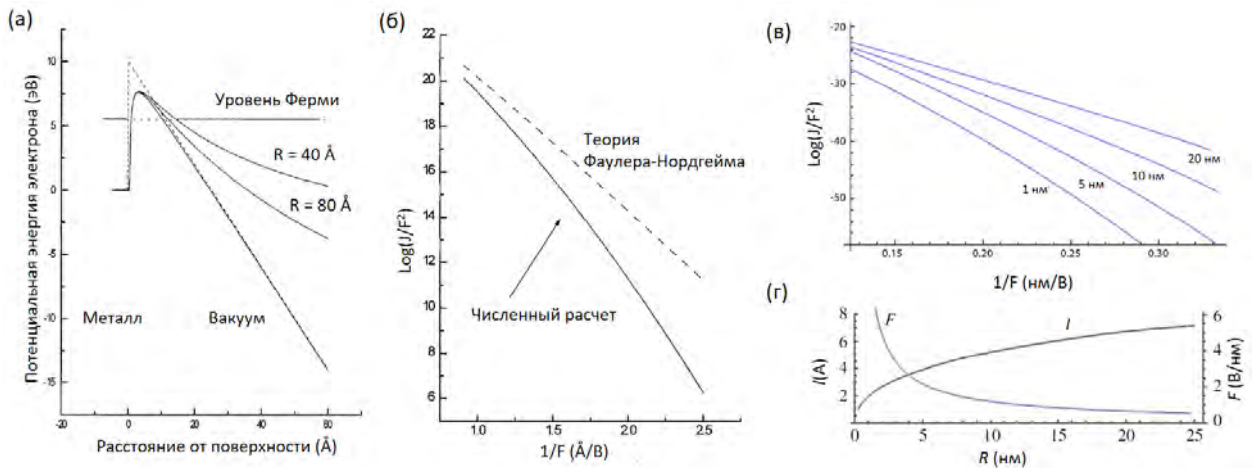 (а)
Потенциальная энергия электрона (эВ)
10
5
0
-5
-10
-15
Уровень Ферми
R = 40 Å
R = 80 Å
Металл
Вакуум
0
20
40
60
80
Расстояние от поверхности (Å)
(б)
Log(J/F²)
22
20
18
16
14
12
10
8
6
Теория
Фаулера-Нордгейма
Численный расчет
1.0
1.5
2.0
2.5
1/F (Å/В)
(в)
Log(J/F²)
-20
-30
-40
-50
20 нм
10 нм
5 нм
1 нм
0.15
0.20
0.25
0.30
1/F (нм/В)
(г)
I(А)
8
6
4
2
F
I
6
4
2
0
F (В/нм)
0
5
10
15
20
25
R (нм)